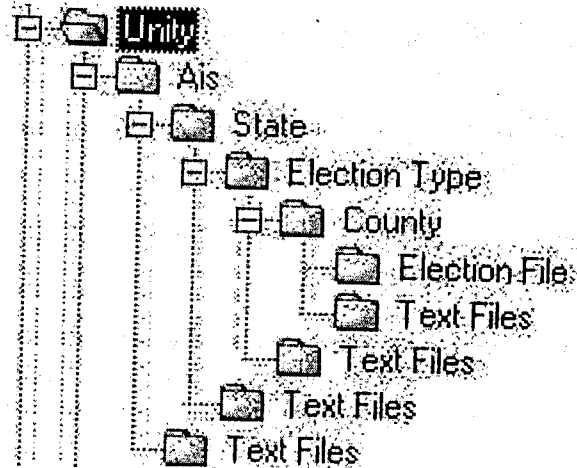 Unity
Ais
State
Election Type
County
Election File
Text Files
Text Files
Text Files
Text Files